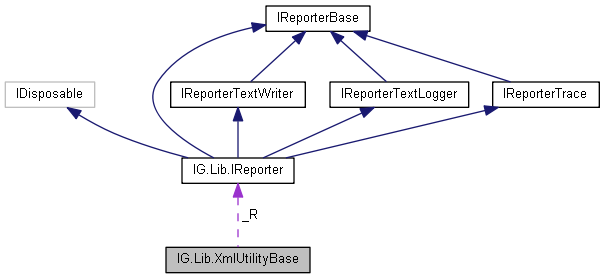 IReporterBase
IDisposable
IReporterTextWriter
IReporterTextLogger
IReporterTrace
IG.Lib.IReporter
_R
IG.Lib.XmlUtilityBase